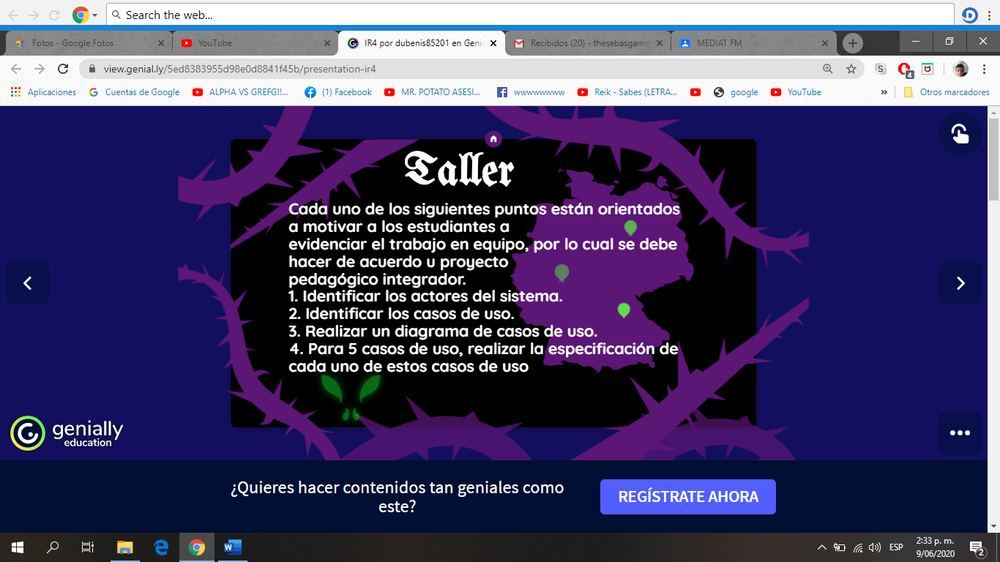 Search the web...
Fotos - Google Fotos
YouTube
IR4 por dubenis85201 en Geni
Recibidos (20) - thesebasgame
MEDIAT FM
view.genial.ly/5ed8383955d98e0d8841f45b/presentation-ir4
S
4
Aplicaciones
Cuentas de Google
ALPHA VS GREFG!!...
(1) Facebook
MR. POTATO ASESI...
wwwwwwwww
Reik - Sabes (LETRA...
google
YouTube
»
Otros marcadores
Taller
Cada uno de los siguientes puntos están orientados
a motivar a los estudiantes a
evidenciar el trabajo en equipo, por lo cual se debe
hacer de acuerdo u proyecto
pedagógico integrador.
1. Identificar los actores del sistema.
2. Identificar los casos de uso.
3. Realizar un diagrama de casos de uso.
4. Para 5 casos de uso, realizar la especificación de
cada uno de estos casos de uso
genially
education
¿Quieres hacer contenidos tan geniales como
este?
REGÍSTRATE AHORA
ESP
2:33 p. m.
9/06/2020
2